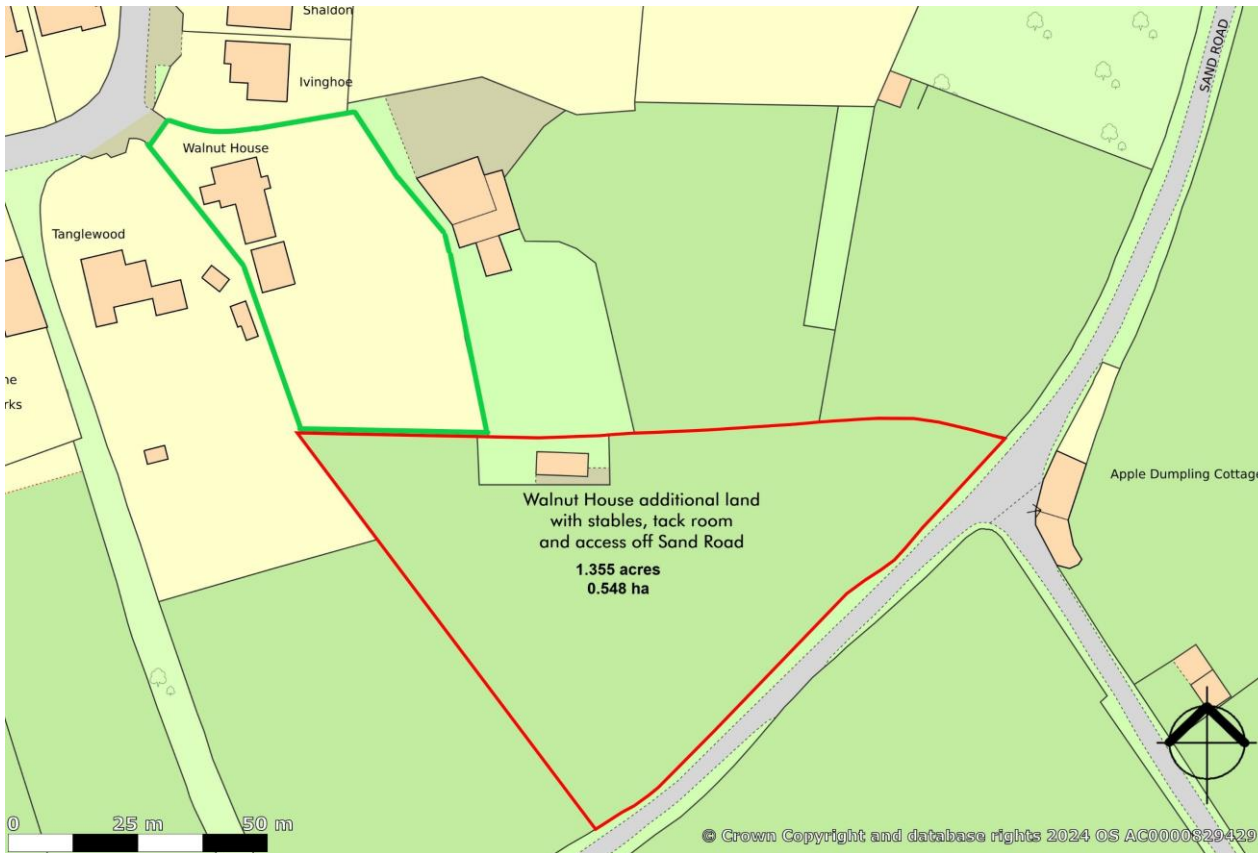 Shaldon
Ivinghoe
SAND ROAD
Walnut House
Tanglewood
ne
rks
Apple Dumpling Cottage
Walnut House additional land
with stables, tack room
and access off Sand Road
1.355 acres
0.548 ha
0 25 m 50 m
© Crown Copyright and database rights 2024 OS AC0000829429